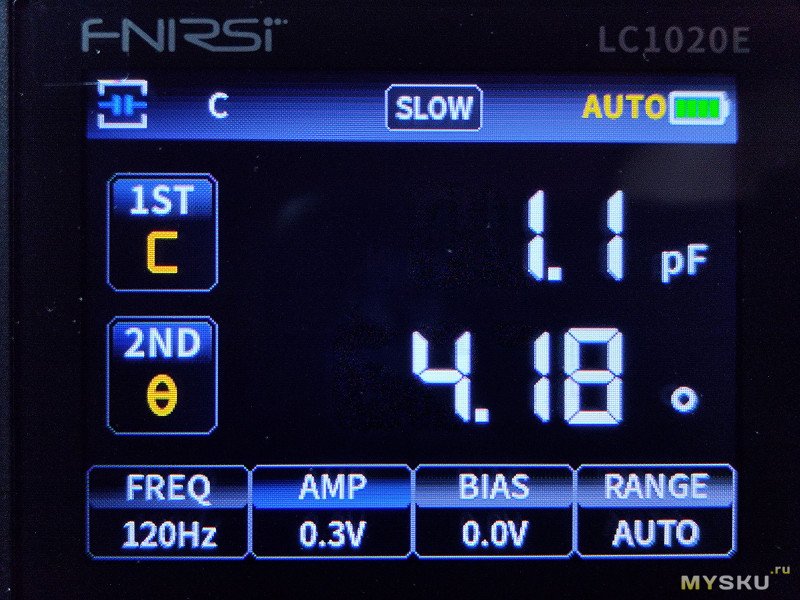 FNIRSI LC1020E
C SLOW AUTO
1ST 1.1 pF
C
2ND 4.18 °
θ
FREQ AMP BIAS RANGE
120Hz 0.3V 0.0V AUTO
MYSKU.ru